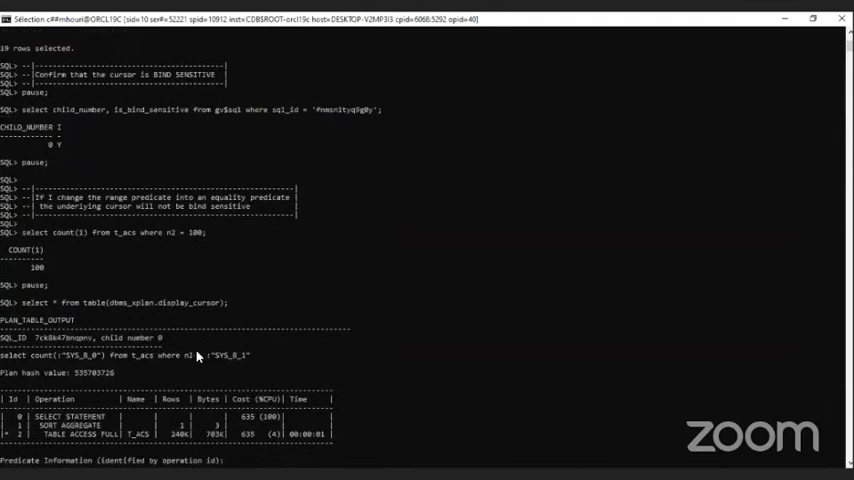 Sélection c##mhouri@ORCL19C [sid=10 ser#=52221 spid=10912 inst=CDB$ROOT-orcl19c host=DESKTOP-V2MP3I3 cpid=6068:5292 opid=40]
19 rows selected.
SQL> --|------------------------------------------|
SQL> --|Confirm that the cursor is BIND SENSITIVE |
SQL> --|------------------------------------------|
SQL> pause;
SQL> select child_number, is_bind_sensitive from gv$sql where sql_id = 'fnmsn1tyq9g0y';
CHILD_NUMBER I
------------ -
0 Y
SQL> pause;
SQL>
SQL> --|---------------------------------------------------------|
SQL> --|If I change the range predicate into an equality predicate |
SQL> --| the underlying cursor will not be bind sensitive |
SQL> --|---------------------------------------------------------|
SQL>
SQL> select count(1) from t_acs where n2 = 100;
COUNT(1)
----------
100
SQL> pause;
SQL> select * from table(dbms_xplan.display_cursor);
PLAN_TABLE_OUTPUT
--------------------------------------------------------------------------------
SQL_ID 7ck8k47bnqpnv, child number 0
-------------------------------------
select count(:"SYS_B_0") from t_acs where n2 :"SYS_B_1"
Plan hash value: 535703726
---------------------------------------------------------------------------
| Id | Operation | Name | Rows | Bytes | Cost (%CPU)| Time |
---------------------------------------------------------------------------
| 0 | SELECT STATEMENT | | | | 635 (100)| |
| 1 | SORT AGGREGATE | | 1 | 3 | | |
|* 2 | TABLE ACCESS FULL| T_ACS | 240K| 703K| 635 (4)| 00:00:01 |
---------------------------------------------------------------------------
Predicate Information (identified by operation id):
zoom